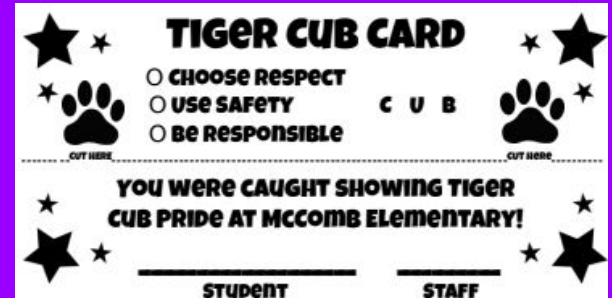 TIGER CUB CARD
CHOOSE RESPECT
USE SAFETY C U B
BE RESPONSIBLE
CUT HERE CUT HERE
YOU WERE CAUGHT SHOWING TIGER
CUB PRIDE AT MCCOMB ELEMENTARY!
STUDENT STAFF